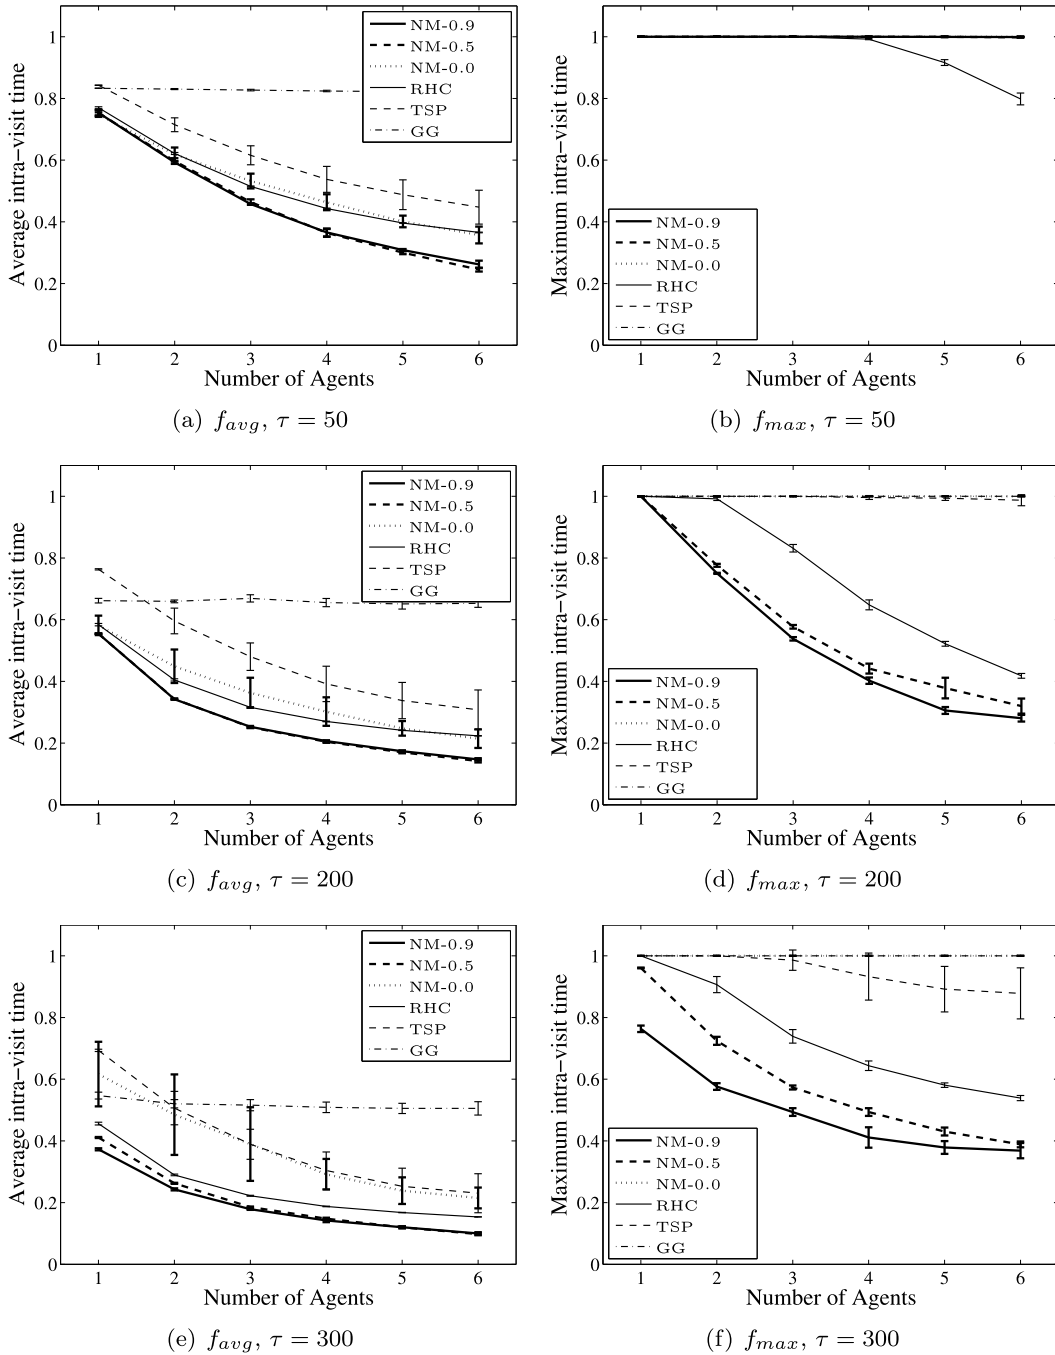 Average intra−visit time
1
0.8
0.6
0.4
0.2
0
1 2 3 4 5 6
Number of Agents
NM-0.9
NM-0.5
NM-0.0
RHC
TSP
GG
(a) f_avg, τ = 50
Maximum intra−visit time
1
0.8
0.6
0.4
0.2
0
1 2 3 4 5 6
Number of Agents
NM-0.9
NM-0.5
NM-0.0
RHC
TSP
GG
(b) f_max, τ = 50
Average intra−visit time
1
0.8
0.6
0.4
0.2
0
1 2 3 4 5 6
Number of Agents
NM-0.9
NM-0.5
NM-0.0
RHC
TSP
GG
(c) f_avg, τ = 200
Maximum intra−visit time
1
0.8
0.6
0.4
0.2
0
1 2 3 4 5 6
Number of Agents
NM-0.9
NM-0.5
NM-0.0
RHC
TSP
GG
(d) f_max, τ = 200
Average intra−visit time
1
0.8
0.6
0.4
0.2
0
1 2 3 4 5 6
Number of Agents
NM-0.9
NM-0.5
NM-0.0
RHC
TSP
GG
(e) f_avg, τ = 300
Maximum intra−visit time
1
0.8
0.6
0.4
0.2
0
1 2 3 4 5 6
Number of Agents
NM-0.9
NM-0.5
NM-0.0
RHC
TSP
GG
(f) f_max, τ = 300